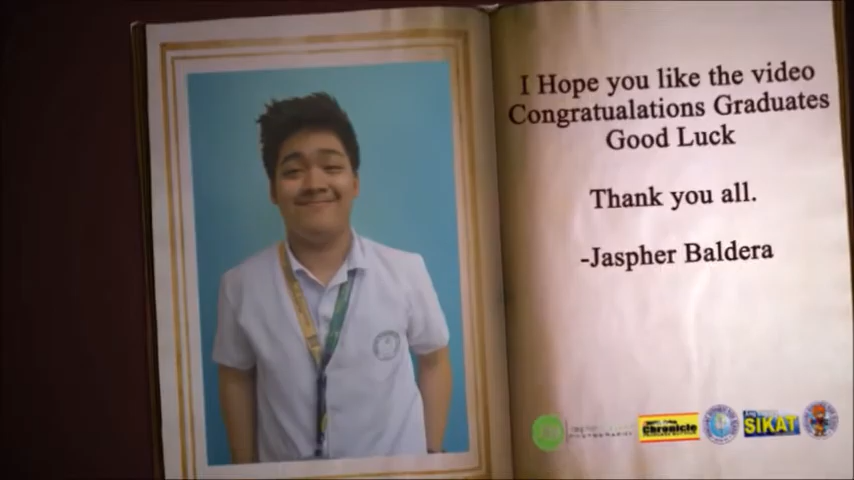 I Hope you like the video
Congratualations Graduates
Good Luck
Thank you all.
-Jaspher Baldera
Chronicle
SIKAT